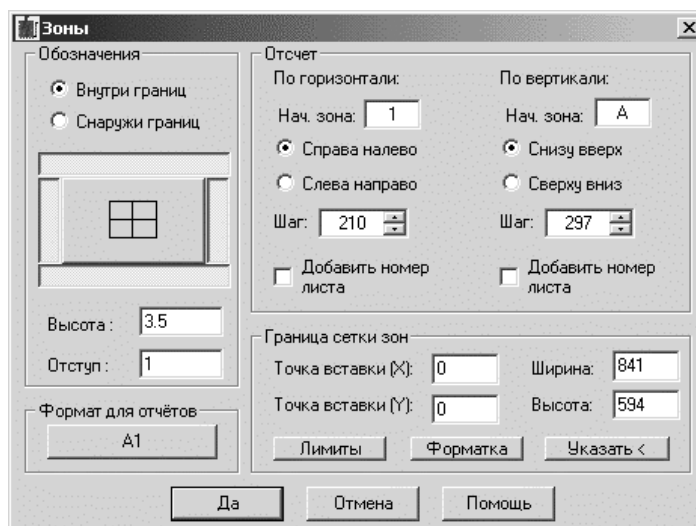 Зоны
Обозначения
Внутри границ
Снаружи границ
Высота : 3.5
Отступ: 1
Формат для отчётов
A1
Отсчет
По горизонтали:
Нач. зона: 1
Справа налево
Слева направо
Шаг: 210
Добавить номер
листа
По вертикали:
Нач. зона: A
Снизу вверх
Сверху вниз
Шаг: 297
Добавить номер
листа
Граница сетки зон
Точка вставки (X): 0 Ширина: 841
Точка вставки (Y): 0 Высота: 594
Лимиты Форматка Указать <
Да Отмена Помощь